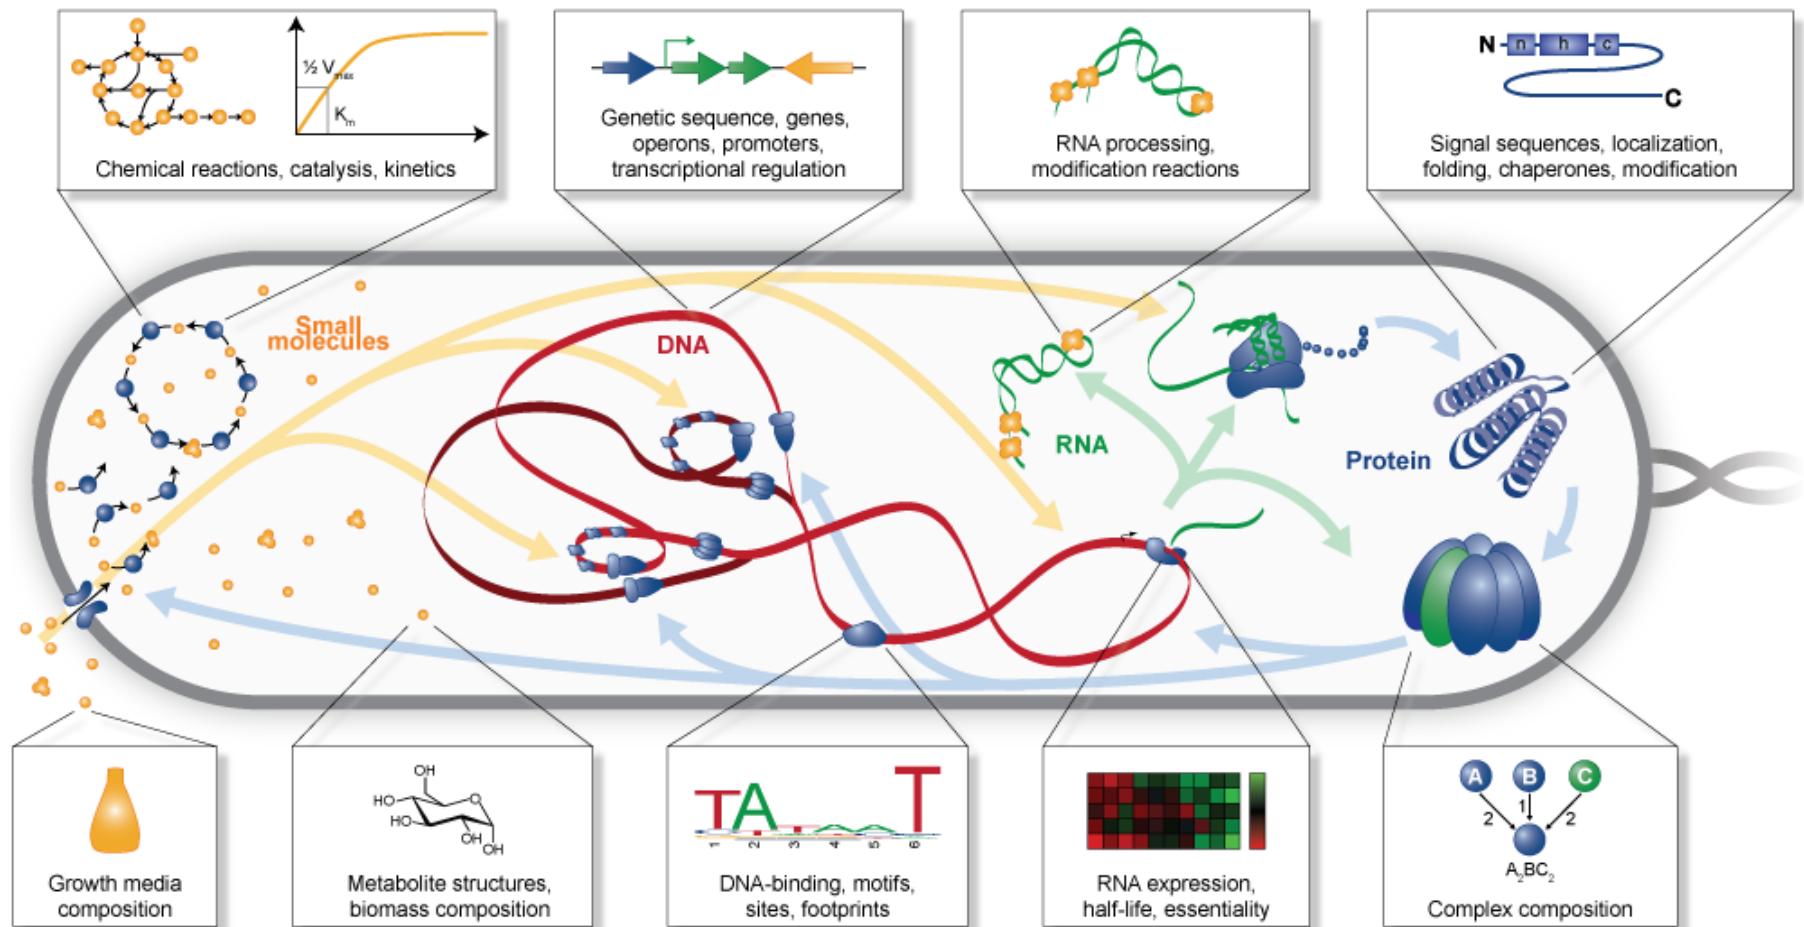 ½ Vmax
Km
Chemical reactions, catalysis, kinetics
Genetic sequence, genes,
operons, promoters,
transcriptional regulation
RNA processing,
modification reactions
N n h c
C
Signal sequences, localization,
folding, chaperones, modification
Small
molecules
DNA
RNA
Protein
Growth media
composition
OH
HO
O
HO
OH
OH
Metabolite structures,
biomass composition
TA T
1 2 3 4 5 6
DNA-binding, motifs,
sites, footprints
RNA expression,
half-life, essentiality
A B C
2 1 2
A₂BC₂
Complex composition